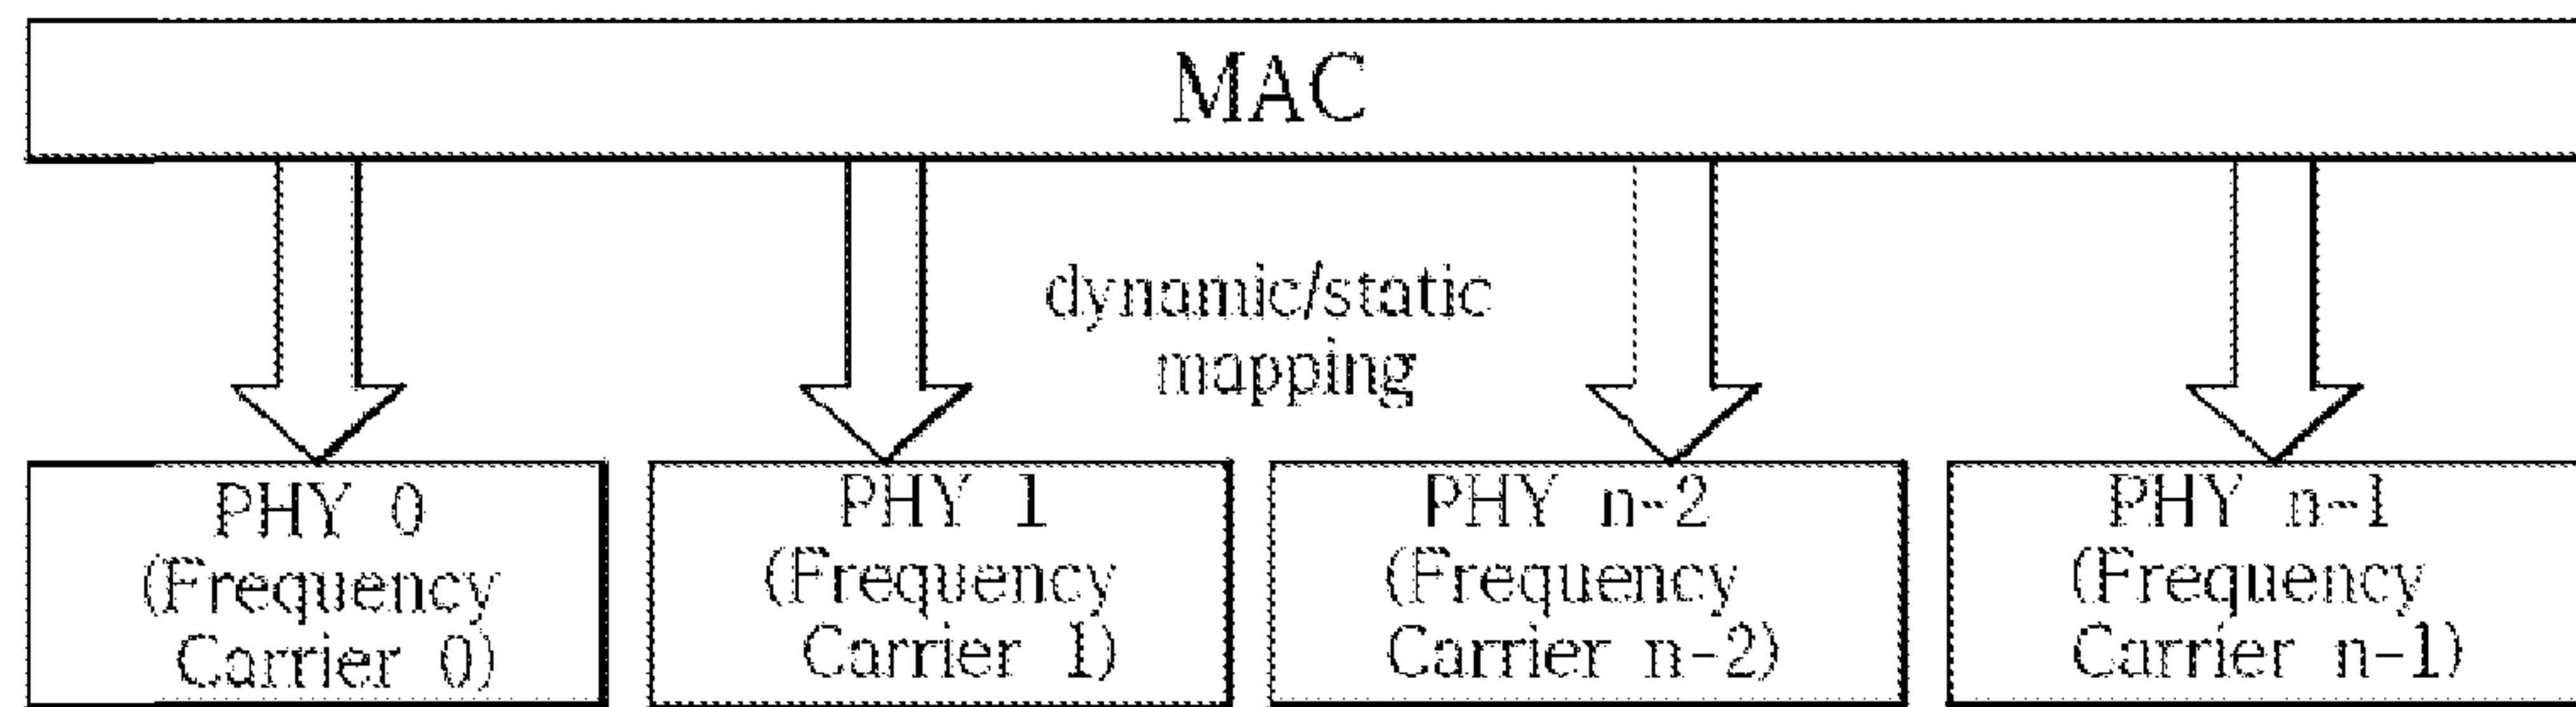 MAC
dynamic/static
mapping
PHY 0
(Frequency
Carrier 0)
PHY 1
(Frequency
Carrier 1)
PHY n-2
(Frequency
Carrier n-2)
PHY n-1
(Frequency
Carrier n-1)